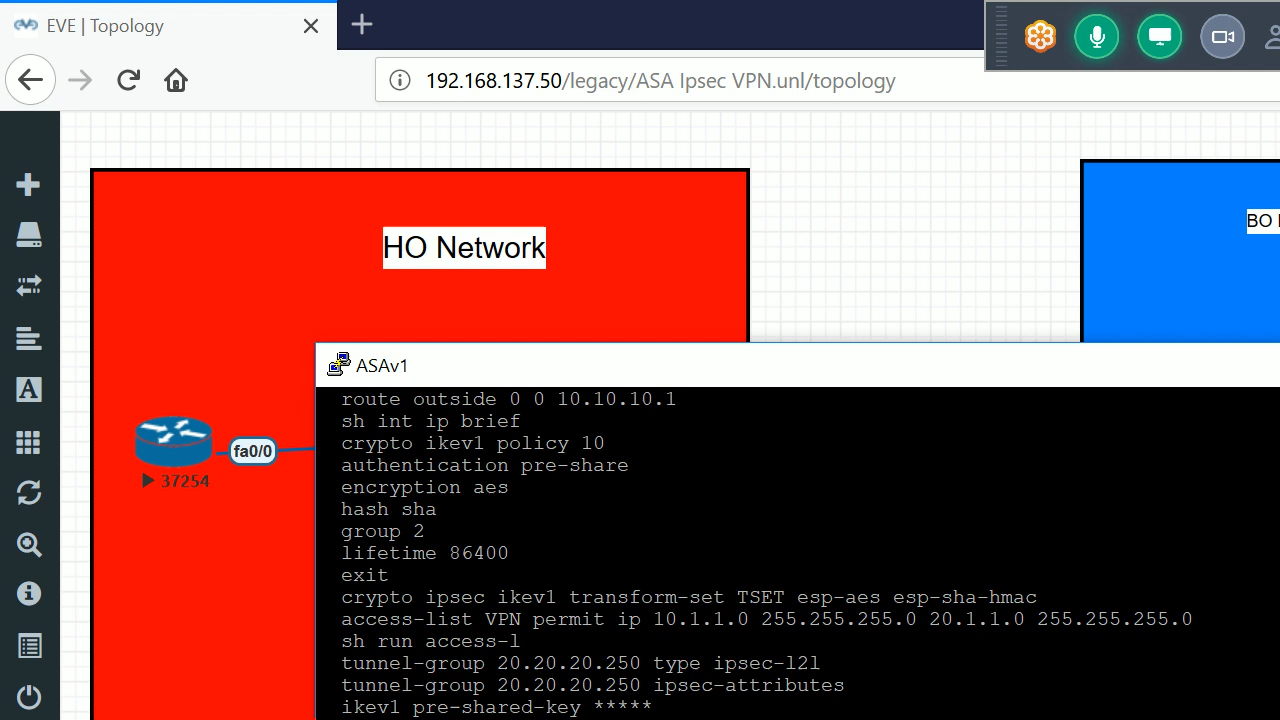 EVE | Topology
192.168.137.50/legacy/ASA Ipsec VPN.unl/topology
HO Network
BO
fa0/0
37254
ASAv1
route outside 0 0 10.10.10.1
sh int ip brief
crypto ikev1 policy 10
authentication pre-share
encryption aes
hash sha
group 2
lifetime 86400
exit
crypto ipsec ikev1 transform-set TSET esp-aes esp-sha-hmac
access-list VPN permit ip 10.1.1.0 255.255.255.0 20.1.1.0 255.255.255.0
sh run access-l
tunnel-group 20.20.20.250 type ipsec-l2l
tunnel-group 20.20.20.250 ipsec-attributes
ikev1 pre-shared-key *****